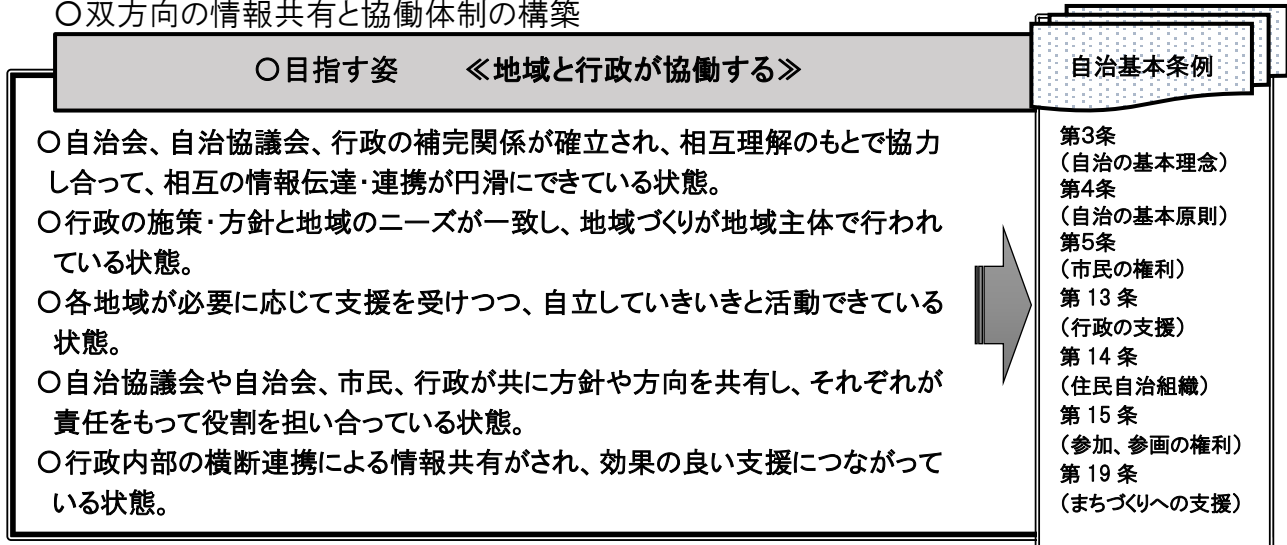 ○双方向の情報共有と協働体制の構築
○目指す姿　　≪地域と行政が協働する≫
自治基本条例
○自治会、自治協議会、行政の補完関係が確立され、相互理解のもとで協力
し合って、相互の情報伝達・連携が円滑にできている状態。
○行政の施策・方針と地域のニーズが一致し、地域づくりが地域主体で行われ
ている状態。
○各地域が必要に応じて支援を受けつつ、自立していきいきと活動できている
状態。
○自治協議会や自治会、市民、行政が共に方針や方向を共有し、それぞれが
責任をもって役割を担い合っている状態。
○行政内部の横断連携による情報共有がされ、効果の良い支援につながって
いる状態。
第3条
（自治の基本理念）
第4条
（自治の基本原則）
第5条
（市民の権利）
第 13 条
（行政の支援）
第 14 条
（住民自治組織）
第 15 条
（参加、参画の権利）
第 19 条
（まちづくりへの支援）